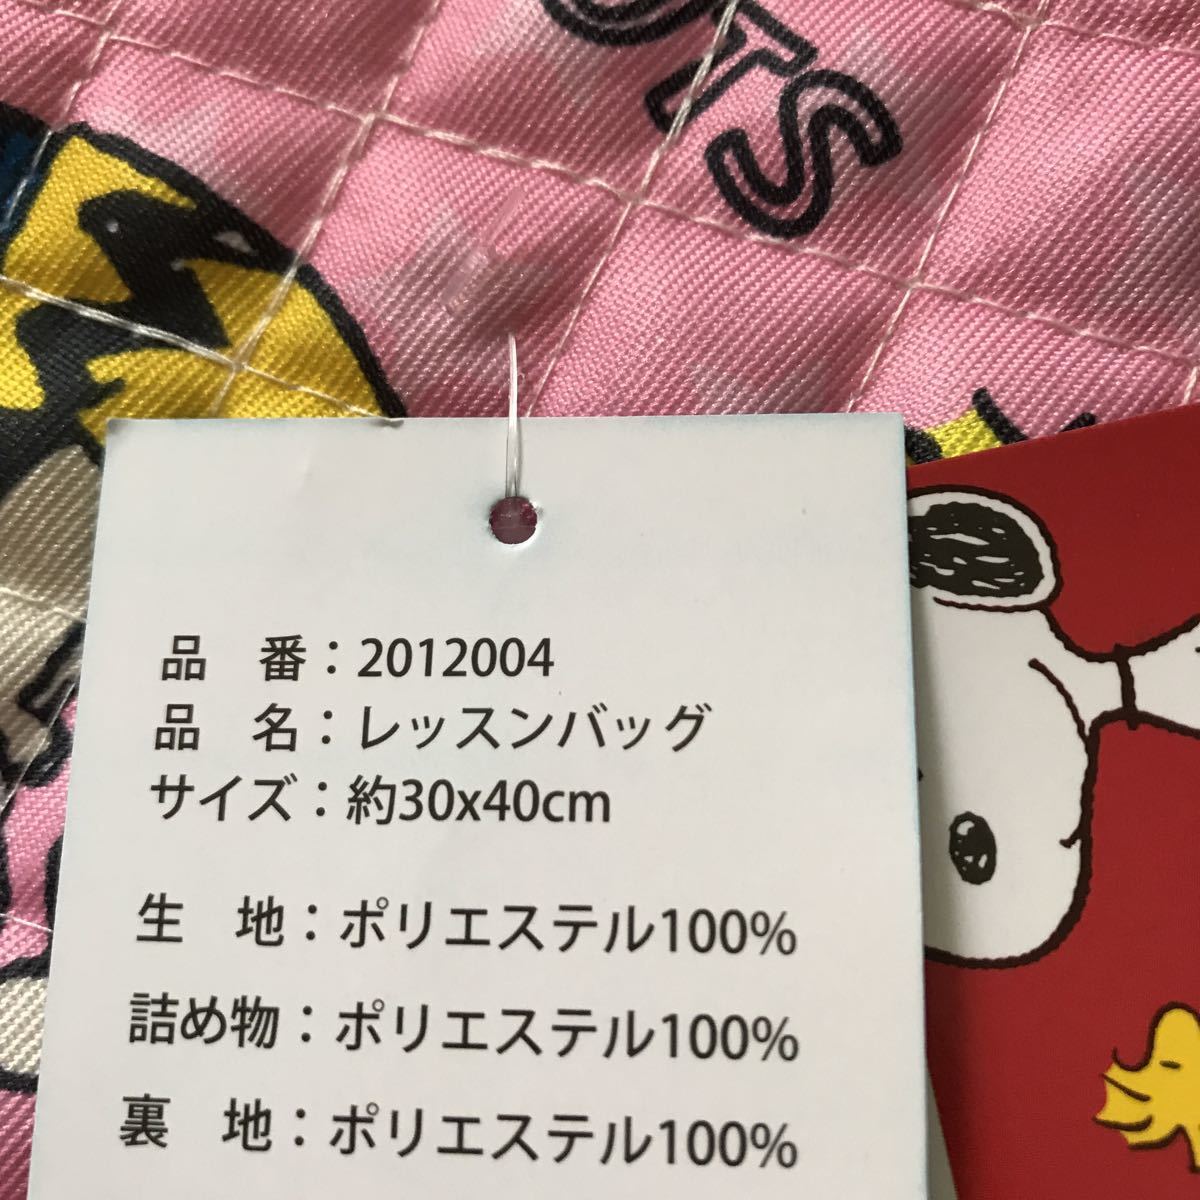 UTS
品　番：2012004
品　名：レッスンバッグ
サイズ：約30x40cm
生　地：ポリエステル100%
詰め物：ポリエステル100%
裏　地：ポリエステル100%